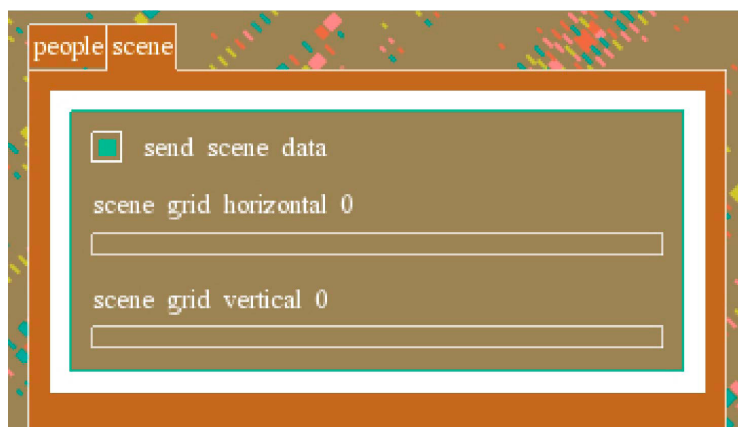 people scene
send scene data
scene grid horizontal 0
scene grid vertical 0